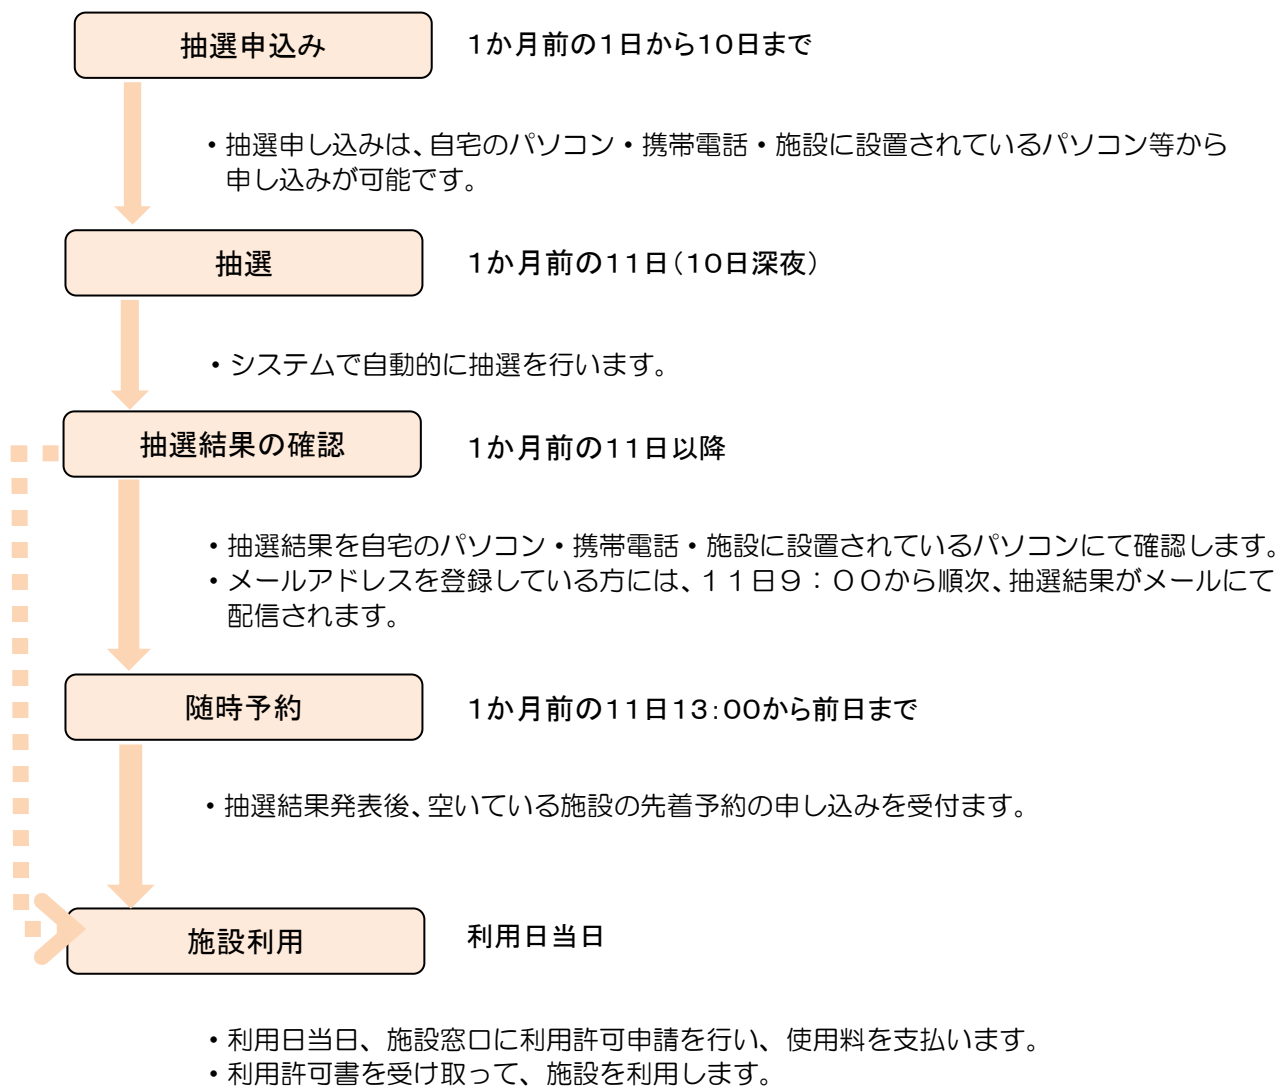 抽選申込み
1か月前の1日から10日まで
・抽選申し込みは、自宅のパソコン・携帯電話・施設に設置されているパソコン等から
申し込みが可能です。
抽選
1か月前の11日（10日深夜）
・システムで自動的に抽選を行います。
抽選結果の確認
1か月前の11日以降
・抽選結果を自宅のパソコン・携帯電話・施設に設置されているパソコンにて確認します。
・メールアドレスを登録している方には、１１日９：００から順次、抽選結果がメールにて
配信されます。
随時予約
1か月前の11日13:00から前日まで
・抽選結果発表後、空いている施設の先着予約の申し込みを受付ます。
施設利用
利用日当日
・利用日当日、施設窓口に利用許可申請を行い、使用料を支払います。
・利用許可書を受け取って、施設を利用します。